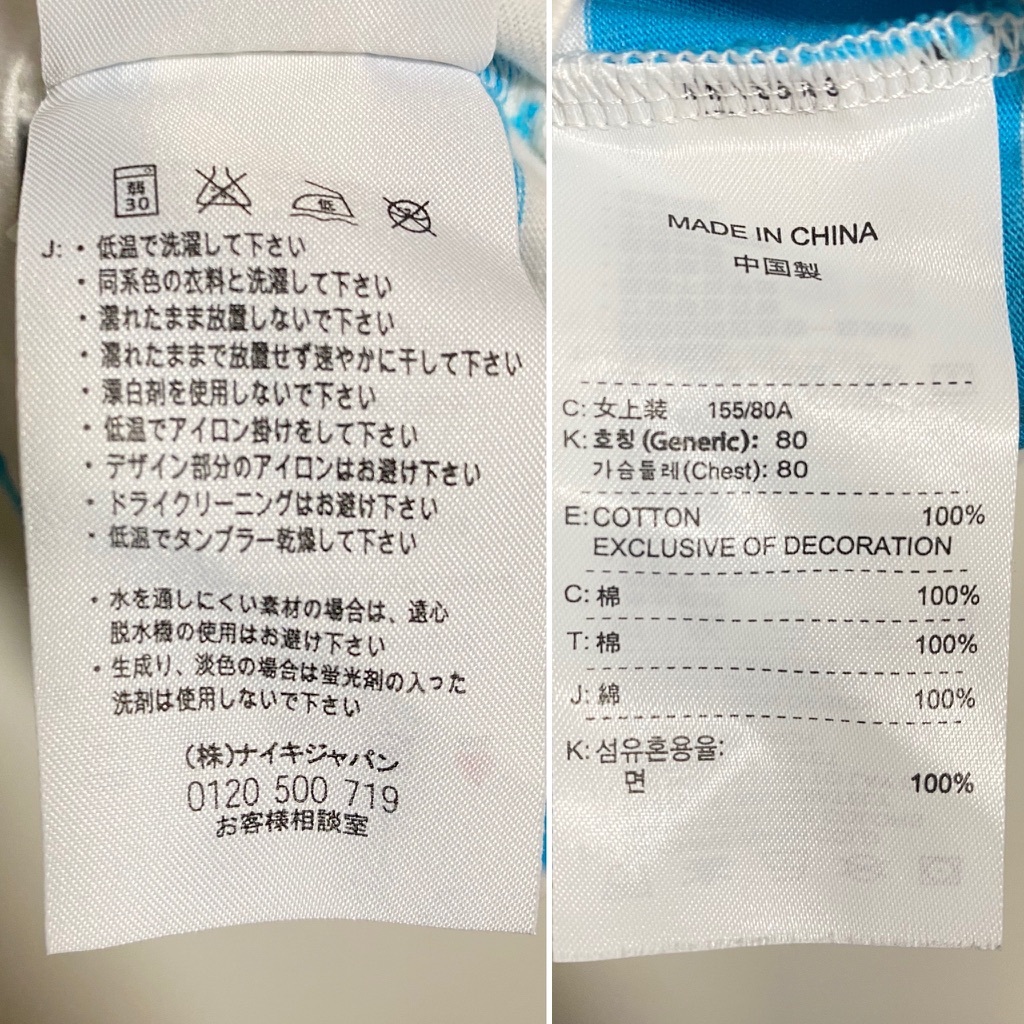 弱
30
低
J: ・低温で洗濯して下さい
・同系色の衣料と洗濯して下さい
・濡れたまま放置しないで下さい
・濡れたままで放置せず速やかに干して下さい
・漂白剤を使用しないで下さい
・低温でアイロン掛けをして下さい
・デザイン部分のアイロンはお避け下さい
・ドライクリーニングはお避け下さい
・低温でタンブラー乾燥して下さい
・水を通しにくい素材の場合は、遠心
脱水機の使用はお避け下さい
・生成り、淡色の場合は蛍光剤の入った
洗剤は使用しないで下さい
(株)ナイキジャパン
0120 500 719
お客様相談室
MADE IN CHINA
中国製
C: 女上装 155/80A
K: 호칭 (Generic): 80
가슴둘레(Chest): 80
E: COTTON 100%
EXCLUSIVE OF DECORATION
C: 棉 100%
T: 棉 100%
J: 綿 100%
K: 섬유혼용율:
면 100%